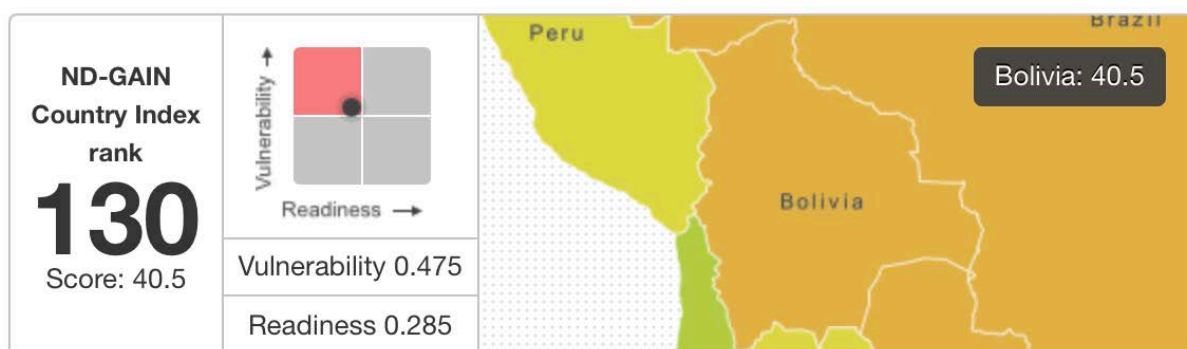 ND-GAIN
Country Index
rank
130
Score: 40.5
Vulnerability →
Readiness →
Vulnerability 0.475
Readiness 0.285
Peru
Brazil
Bolivia: 40.5
Bolivia